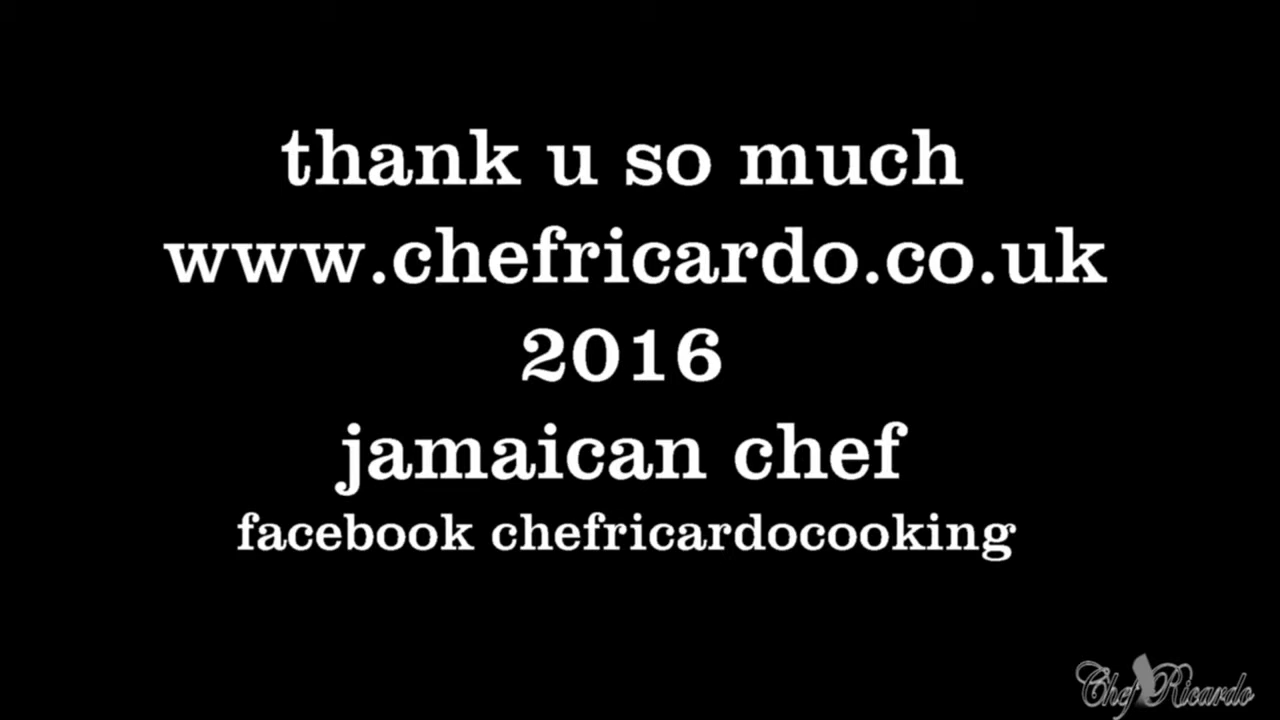 thank u so much
www.chefricardo.co.uk
2016
jamaican chef
facebook chefricardocooking
Chef Ricardo